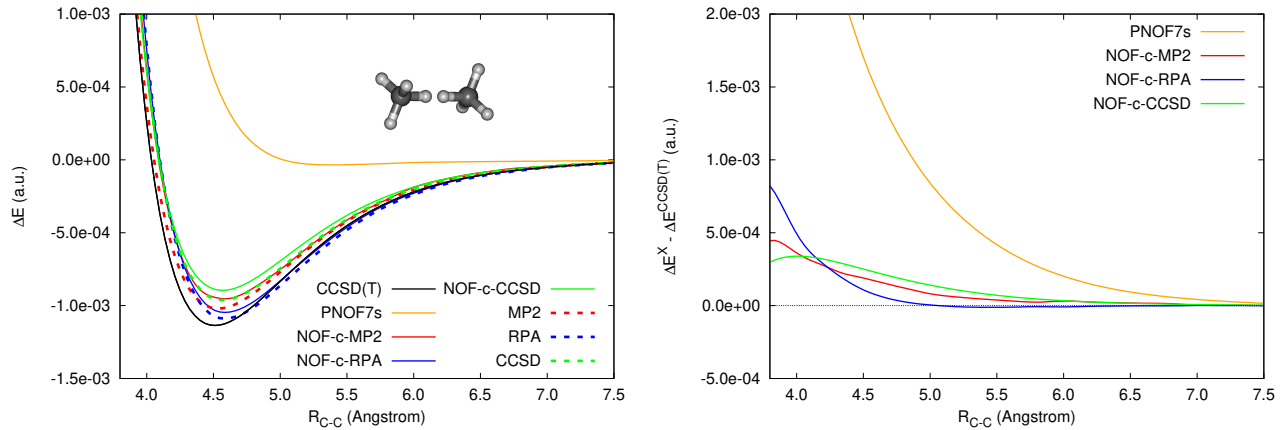 1.0e-03
5.0e-04
0.0e+00
-5.0e-04
-1.0e-03
-1.5e-03
ΔE (a.u.)
CCSD(T)
PNOF7s
NOF-c-MP2
NOF-c-RPA
NOF-c-CCSD
MP2
RPA
CCSD
4.0 4.5 5.0 5.5 6.0 6.5 7.0 7.5
R_C-C (Angstrom)
2.0e-03
1.5e-03
1.0e-03
5.0e-04
0.0e+00
-5.0e-04
ΔE^X - ΔE^CCSD(T) (a.u.)
PNOF7s
NOF-c-MP2
NOF-c-RPA
NOF-c-CCSD
4.0 4.5 5.0 5.5 6.0 6.5 7.0 7.5
R_C-C (Angstrom)